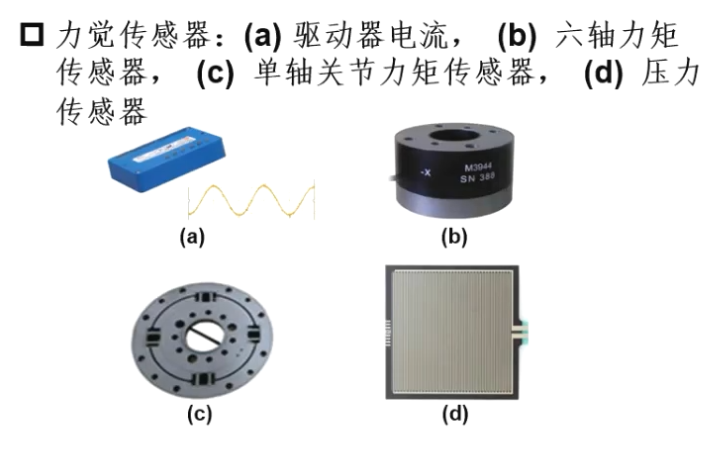 力觉传感器：(a) 驱动器电流， (b) 六轴力矩
传感器， (c) 单轴关节力矩传感器， (d) 压力
传感器
-X
M3944
SN 388
(a)
(b)
(c)
(d)